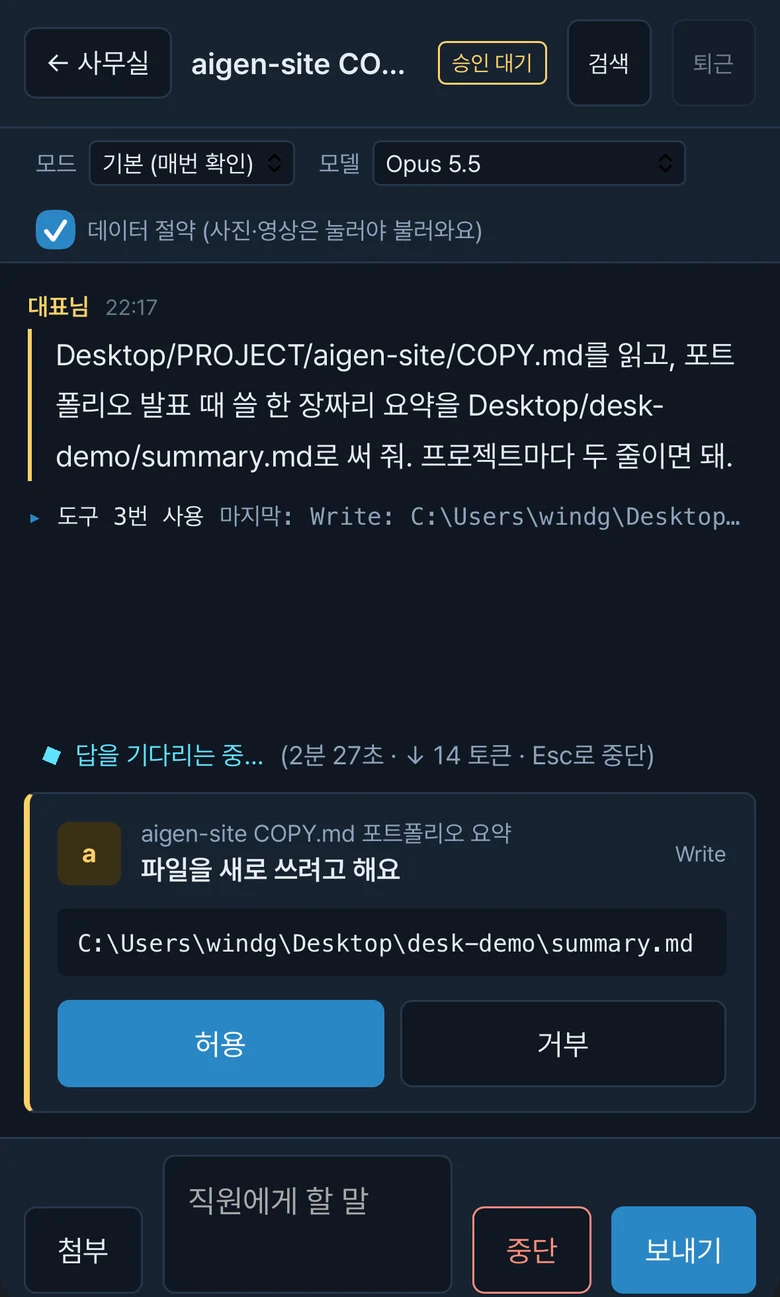 ← 사무실 aigen-site CO... 승인 대기 검색 퇴근
모드 기본 (매번 확인) 모델 Opus 5.5
데이터 절약 (사진·영상은 눌러야 불러와요)
대표님 22:17
Desktop/PROJECT/aigen-site/COPY.md를 읽고, 포트
폴리오 발표 때 쓸 한 장짜리 요약을 Desktop/desk-
demo/summary.md로 써 줘. 프로젝트마다 두 줄이면 돼.
▸ 도구 3번 사용 마지막: Write: C:\Users\windg\Desktop…
답을 기다리는 중... (2분 27초 · ↓ 14 토큰 · Esc로 중단)
a
aigen-site COPY.md 포트폴리오 요약
파일을 새로 쓰려고 해요
Write
C:\Users\windg\Desktop\desk-demo\summary.md
허용 거부
직원에게 할 말
첨부 중단 보내기